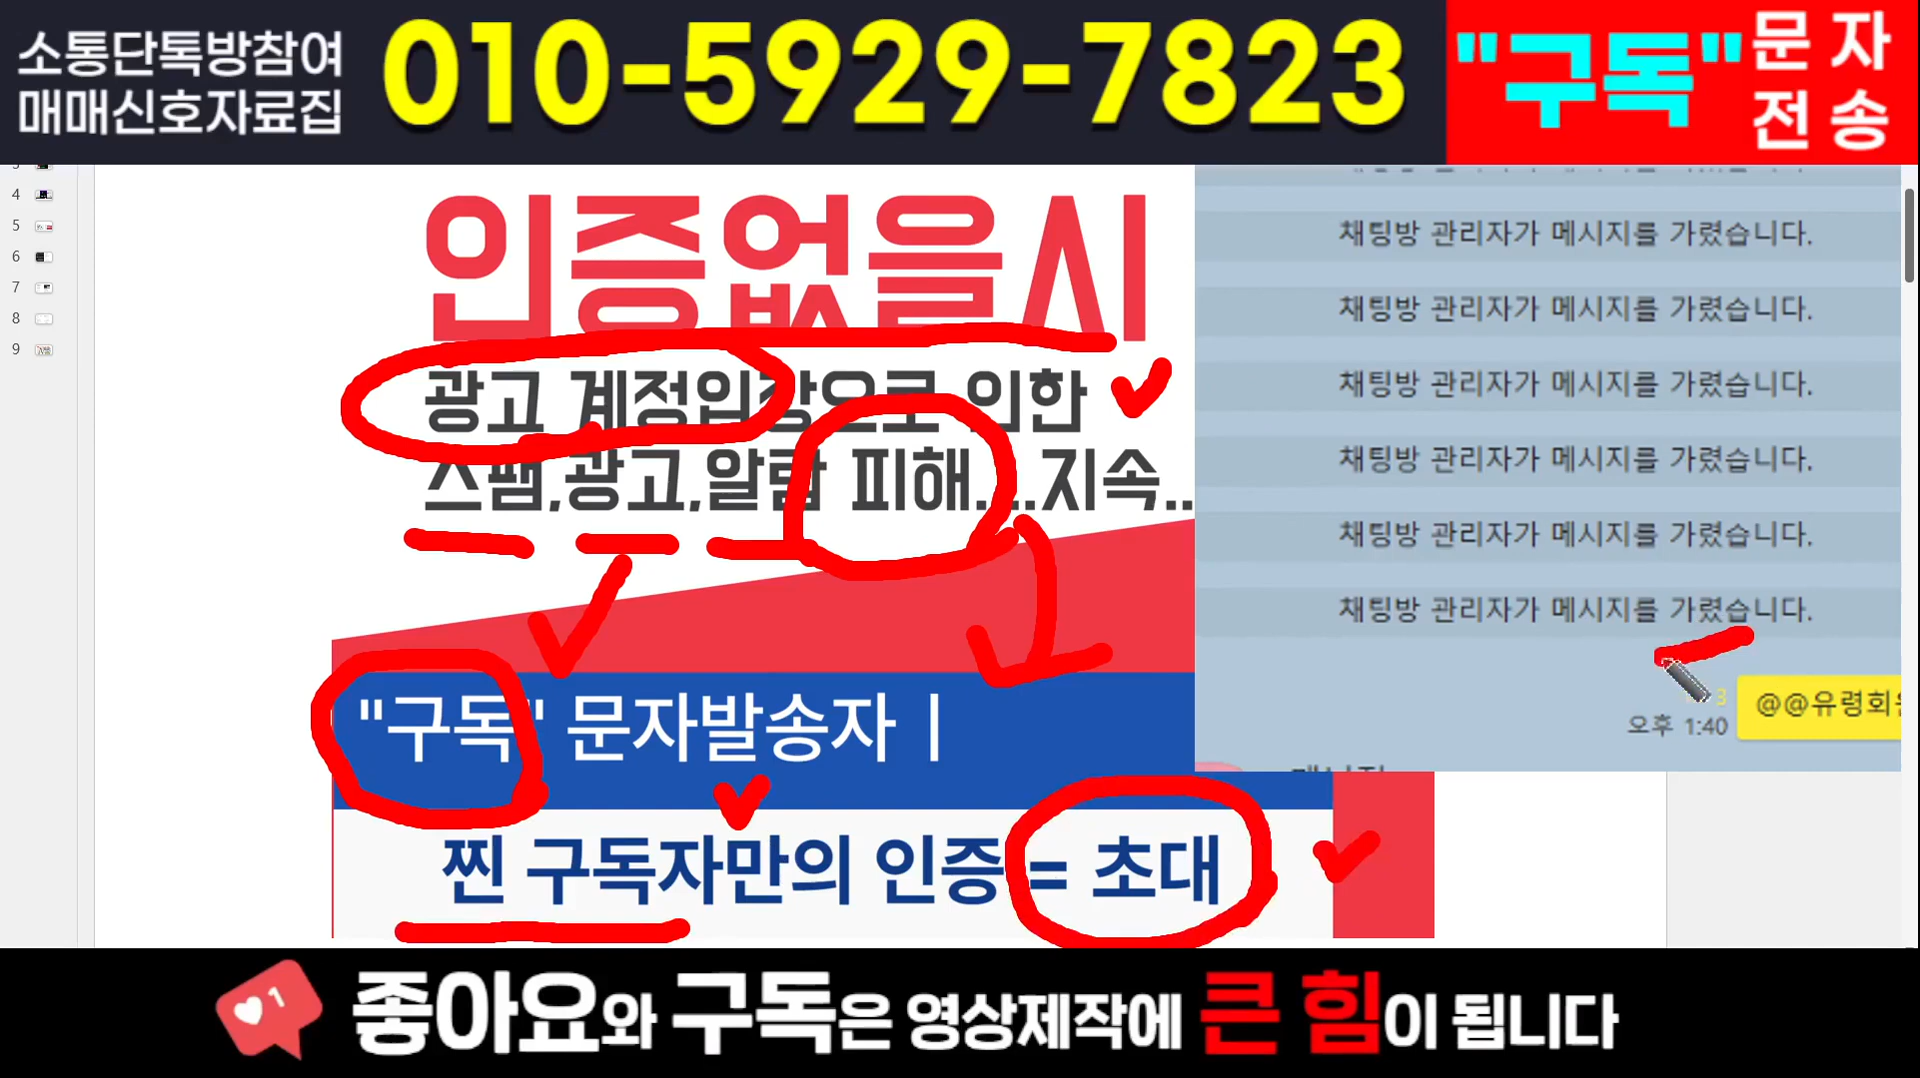 소통단톡방참여
매매신호자료집
010-5929-7823
"구독"
문자
전송
4
5
6
7
8
9
인증없을시
광고 계정입장으로 의한
스팸,광고,알람 피해....지속..
"구독" 문자발송자 |
찐 구독자만의 인증 = 초대
채팅방 관리자가 메시지를 가렸습니다.
채팅방 관리자가 메시지를 가렸습니다.
채팅방 관리자가 메시지를 가렸습니다.
채팅방 관리자가 메시지를 가렸습니다.
채팅방 관리자가 메시지를 가렸습니다.
채팅방 관리자가 메시지를 가렸습니다.
3
오후 1:40
@@유령회원
1
좋아요와 구독은 영상제작에 큰 힘이 됩니다